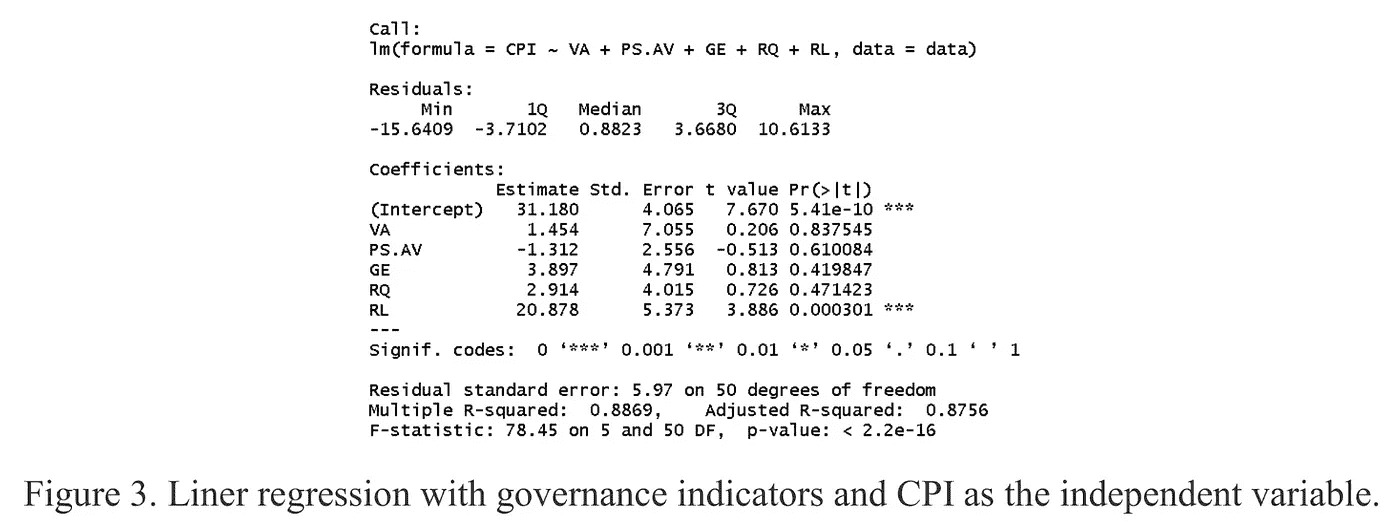 Call:
lm(formula = CPI ~ VA + PS.AV + GE + RQ + RL, data = data)
Residuals:
Min 1Q Median 3Q Max
-15.6409 -3.7102 0.8823 3.6680 10.6133
Coefficients:
Estimate Std. Error t value Pr(>|t|)
(Intercept) 31.180 4.065 7.670 5.41e-10 ***
VA 1.454 7.055 0.206 0.837545
PS.AV -1.312 2.556 -0.513 0.610084
GE 3.897 4.791 0.813 0.419847
RQ 2.914 4.015 0.726 0.471423
RL 20.878 5.373 3.886 0.000301 ***
---
Signif. codes: 0 ‘***’ 0.001 ‘**’ 0.01 ‘*’ 0.05 ‘.’ 0.1 ‘ ’ 1
Residual standard error: 5.97 on 50 degrees of freedom
Multiple R-squared: 0.8869, Adjusted R-squared: 0.8756
F-statistic: 78.45 on 5 and 50 DF, p-value: < 2.2e-16
Figure 3. Liner regression with governance indicators and CPI as the independent variable.